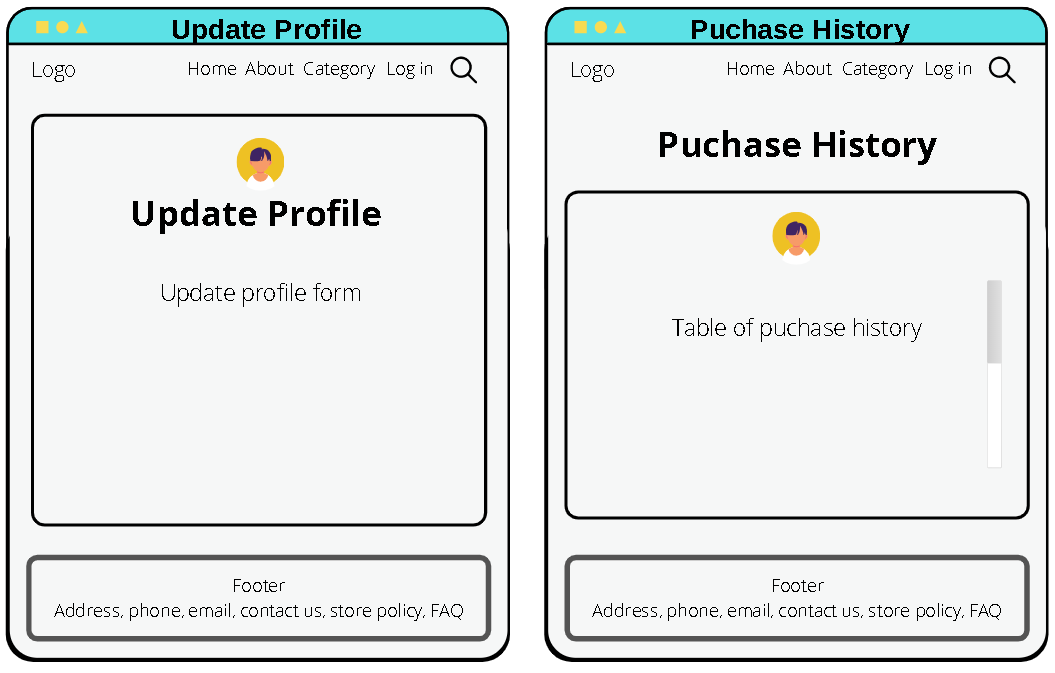 Update Profile
Logo
Home About Category Log in
Update Profile
Update profile form
Footer
Address, phone, email, contact us, store policy, FAQ
Puchase History
Logo
Home About Category Log in
Puchase History
Table of puchase history
Footer
Address, phone, email, contact us, store policy, FAQ